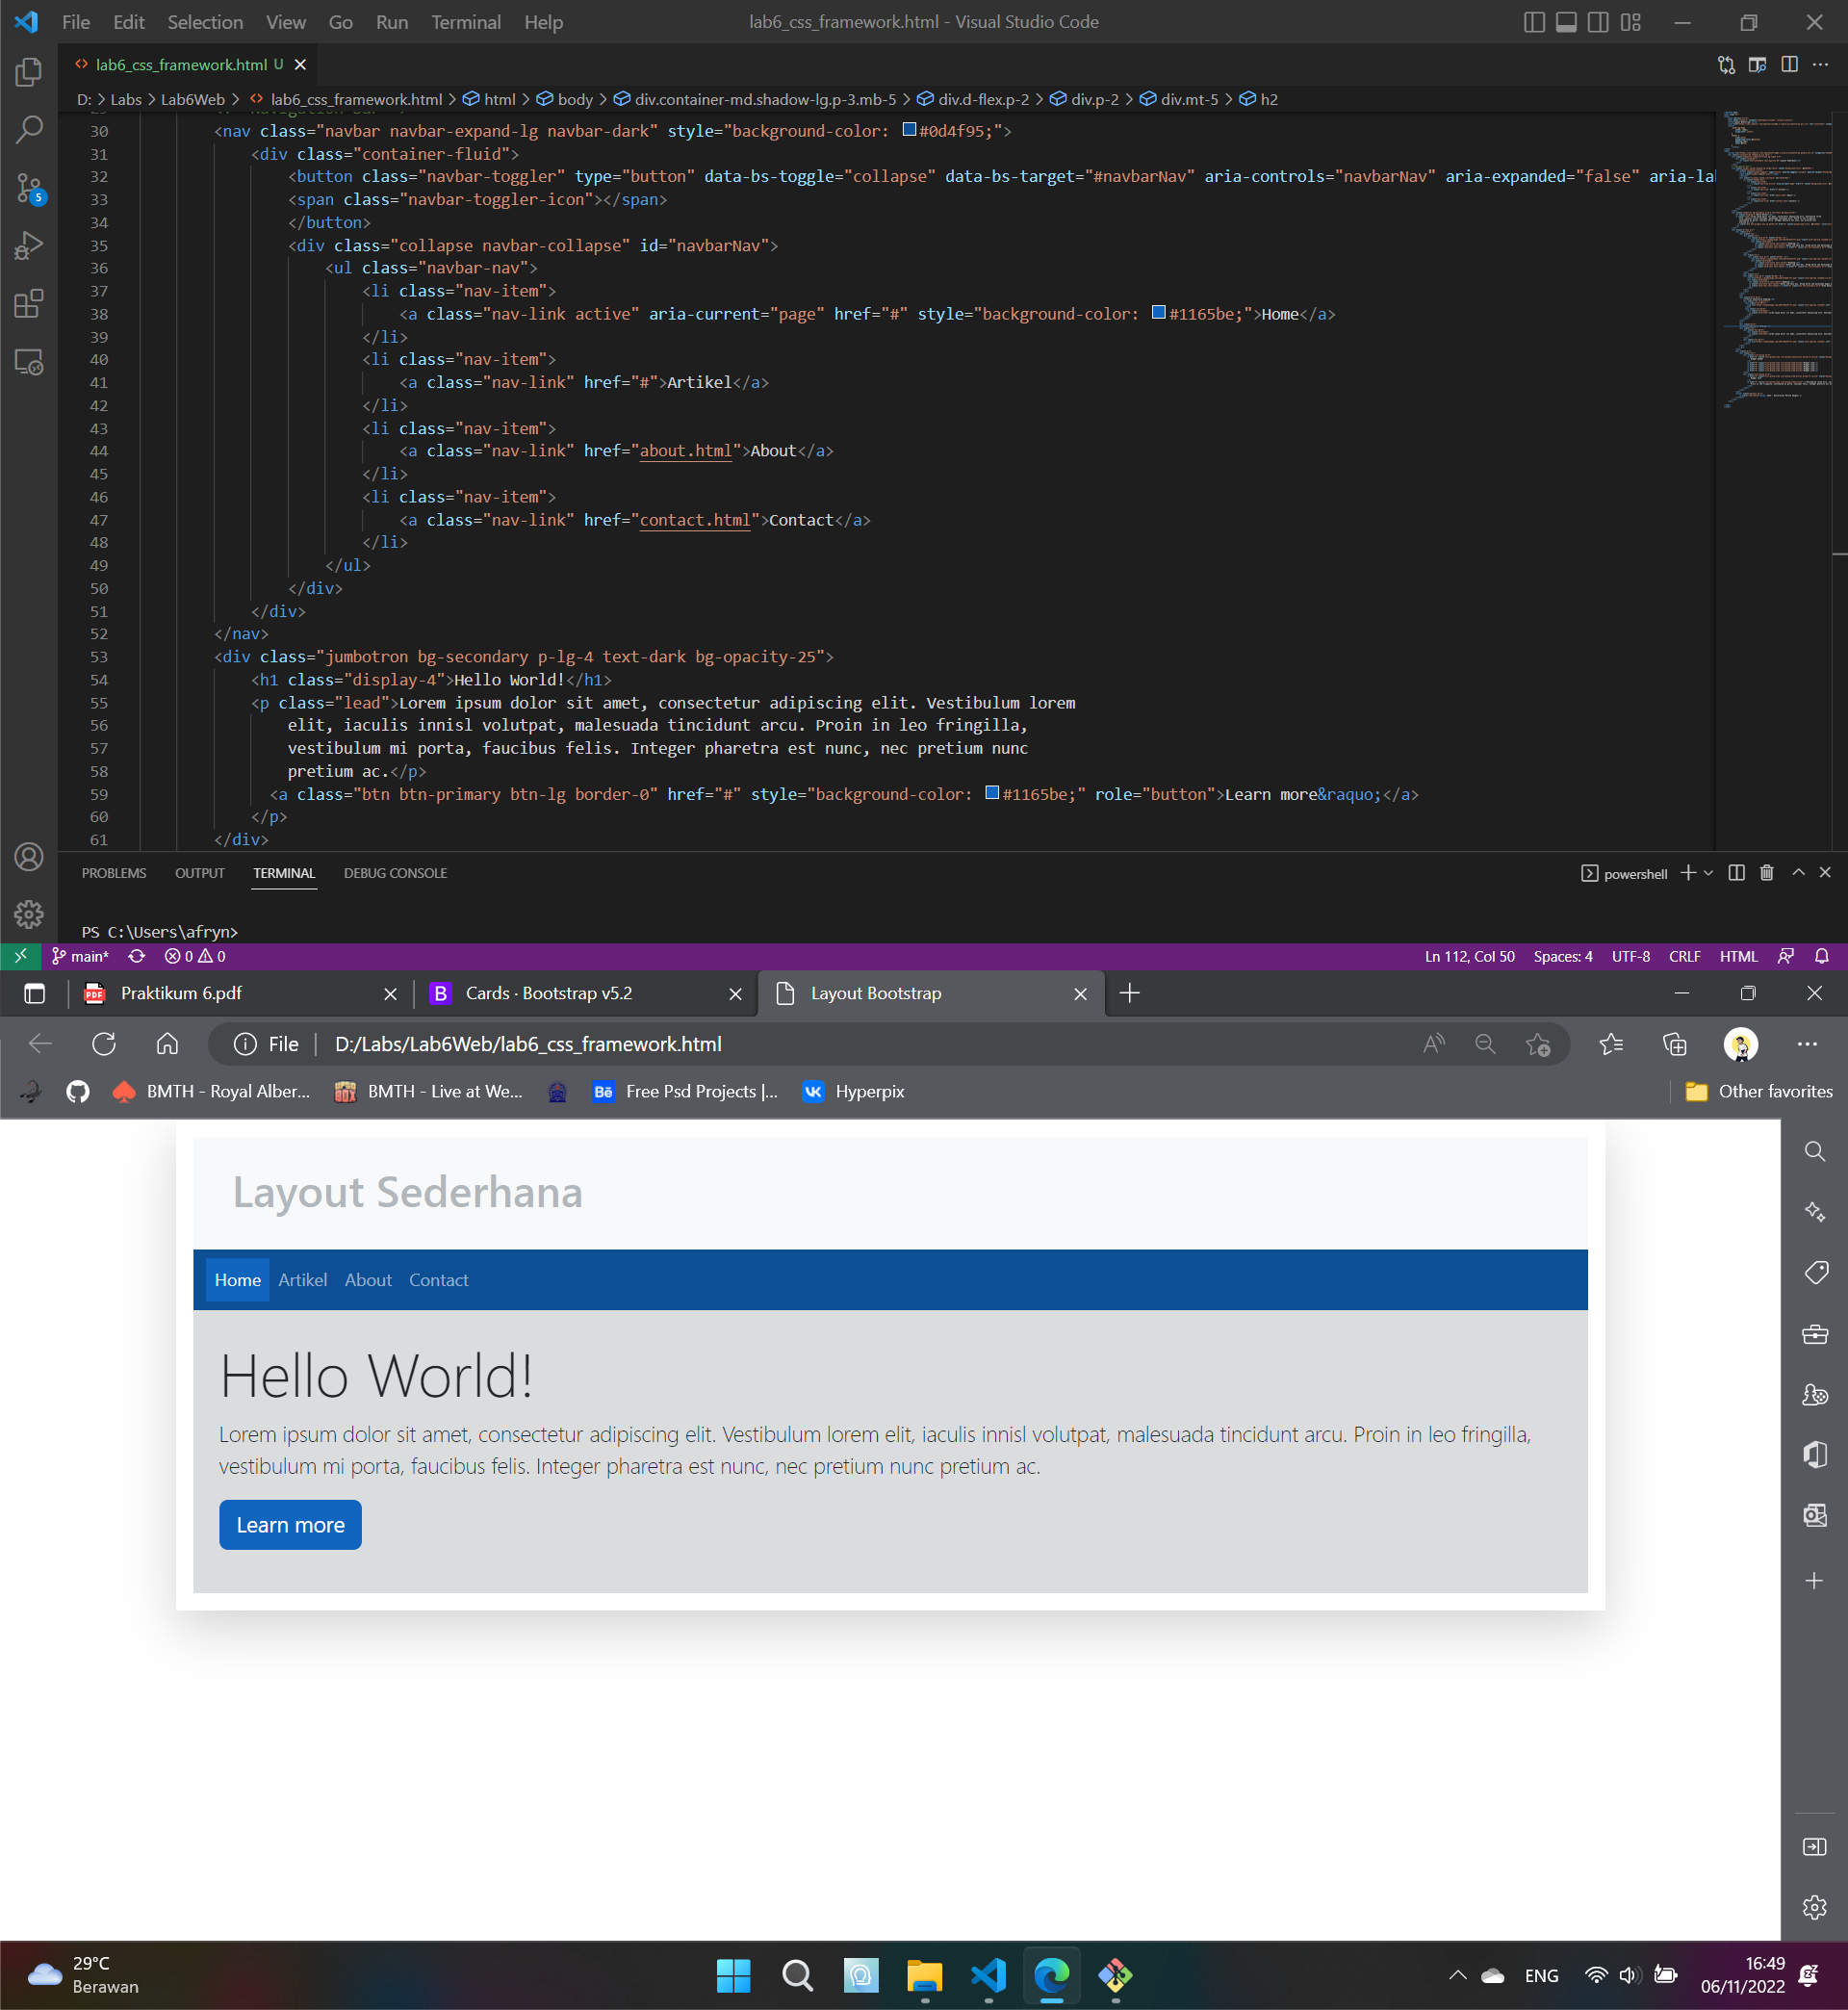 File Edit Selection View Go Run Terminal Help lab6_css_framework.html - Visual Studio Code
lab6_css_framework.html U
D: > Labs > Lab6Web > lab6_css_framework.html > html > body > div.container-md.shadow-lg.p-3.mb-5 > div.d-flex.p-2 > div.p-2 > div.mt-5 > h2
30 <nav class="navbar navbar-expand-lg navbar-dark" style="background-color: #0d4f95;">
31 <div class="container-fluid">
32 <button class="navbar-toggler" type="button" data-bs-toggle="collapse" data-bs-target="#navbarNav" aria-controls="navbarNav" aria-expanded="false" aria-la
33 <span class="navbar-toggler-icon"></span>
34 </button>
35 <div class="collapse navbar-collapse" id="navbarNav">
36 <ul class="navbar-nav">
37 <li class="nav-item">
38 <a class="nav-link active" aria-current="page" href="#" style="background-color: #1165be;">Home</a>
39 </li>
40 <li class="nav-item">
41 <a class="nav-link" href="#">Artikel</a>
42 </li>
43 <li class="nav-item">
44 <a class="nav-link" href="about.html">About</a>
45 </li>
46 <li class="nav-item">
47 <a class="nav-link" href="contact.html">Contact</a>
48 </li>
49 </ul>
50 </div>
51 </div>
52 </nav>
53 <div class="jumbotron bg-secondary p-lg-4 text-dark bg-opacity-25">
54 <h1 class="display-4">Hello World!</h1>
55 <p class="lead">Lorem ipsum dolor sit amet, consectetur adipiscing elit. Vestibulum lorem
56 elit, iaculis innisl volutpat, malesuada tincidunt arcu. Proin in leo fringilla,
57 vestibulum mi porta, faucibus felis. Integer pharetra est nunc, nec pretium nunc
58 pretium ac.</p>
59 <a class="btn btn-primary btn-lg border-0" href="#" style="background-color: #1165be;" role="button">Learn more&raquo;</a>
60 </p>
61 </div>
5
PROBLEMS OUTPUT TERMINAL DEBUG CONSOLE powershell
PS C:\Users\afryn>
main* 0 0 Ln 112, Col 50 Spaces: 4 UTF-8 CRLF HTML
PDF Praktikum 6.pdf B Cards · Bootstrap v5.2 Layout Bootstrap
File D:/Labs/Lab6Web/lab6_css_framework.html
BMTH - Royal Alber... BMTH - Live at We... Bē Free Psd Projects |... VK Hyperpix Other favorites
Layout Sederhana
Home Artikel About Contact
Hello World!
Lorem ipsum dolor sit amet, consectetur adipiscing elit. Vestibulum lorem elit, iaculis innisl volutpat, malesuada tincidunt arcu. Proin in leo fringilla,
vestibulum mi porta, faucibus felis. Integer pharetra est nunc, nec pretium nunc pretium ac.
Learn more
29°C
Berawan
ENG
16:49
06/11/2022